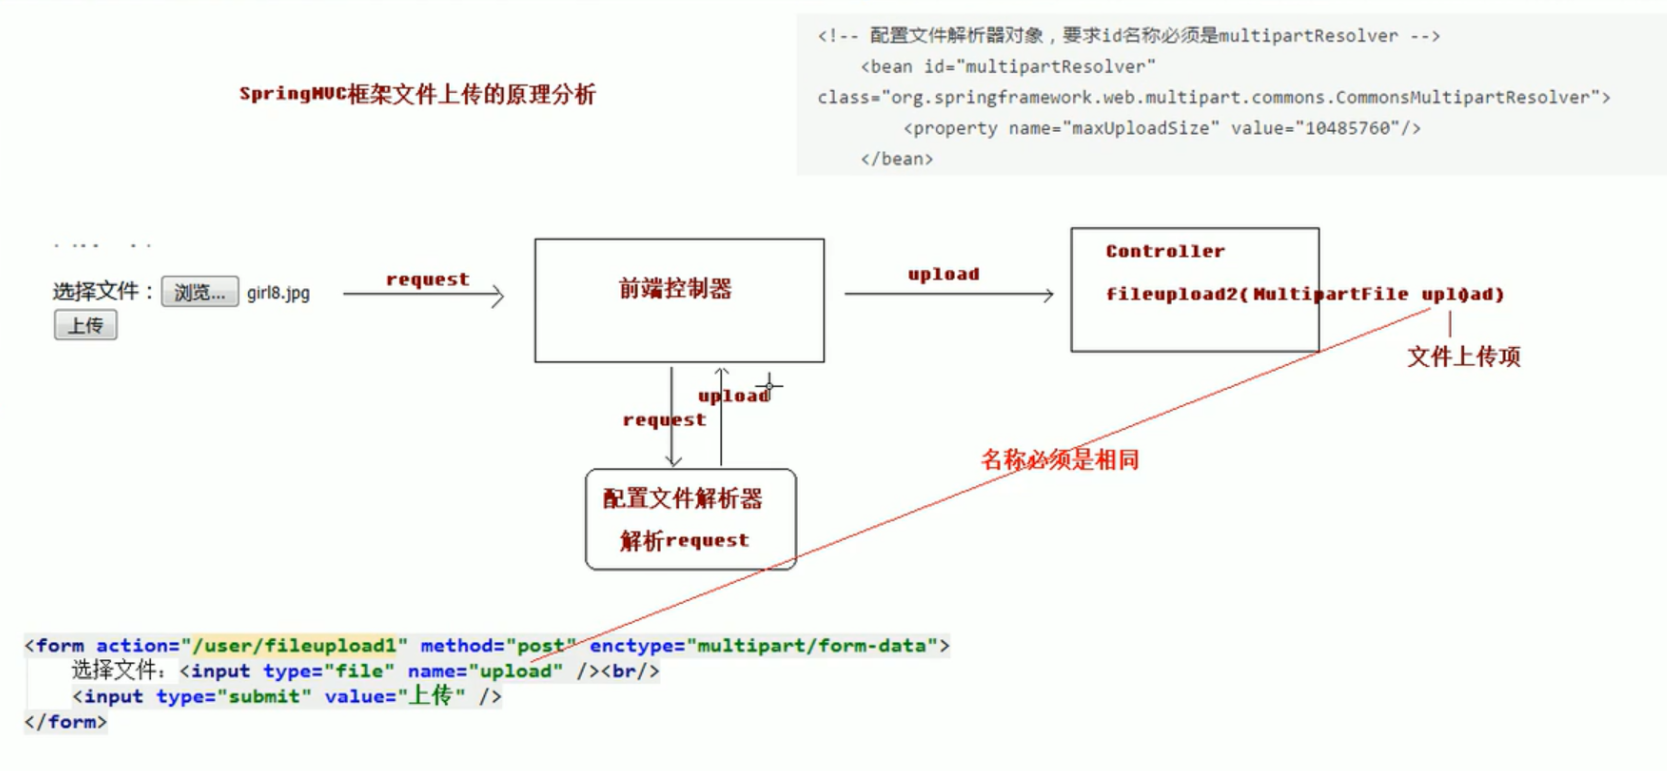 SpringMVC框架文件上传的原理分析
<!-- 配置文件解析器对象，要求id名称必须是multipartResolver -->
<bean id="multipartResolver"
class="org.springframework.web.multipart.commons.CommonsMultipartResolver">
<property name="maxUploadSize" value="10485760"/>
</bean>
选择文件： 浏览... girl8.jpg
上传
request
前端控制器
upload
Controller
fileupload2(MultipartFile upload)
文件上传项
upload
request
名称必须是相同
配置文件解析器
解析request
<form action="/user/fileupload1" method="post" enctype="multipart/form-data">
选择文件：<input type="file" name="upload" /><br/>
<input type="submit" value="上传" />
</form>